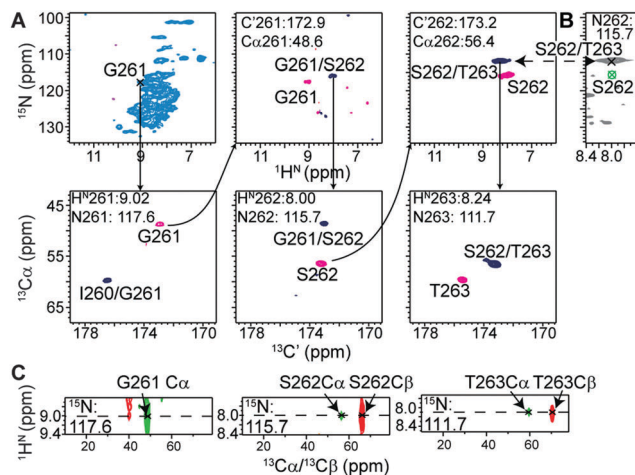 A
B
100
110
120
130
15N (ppm)
G261
11 9 7
C'261:172.9
Cα261:48.6
G261/S262
G261
11 9 7
1HN (ppm)
C'262:173.2
Cα262:56.4
S262/T263
S262
11 9 7
N262:
115.7
S262/T263
S262
8.4 8.0
45
55
65
13Cα (ppm)
HN261:9.02
N261: 117.6
G261
I260/G261
178 174 170
HN262:8.00
N262: 115.7
G261/S262
S262
178 174 170
13C' (ppm)
HN263:8.24
N263: 111.7
S262/T263
T263
178 174 170
C
1HN (ppm)
G261 Cα
15N:
9.0
9.4
117.6
20 40 60
S262Cα S262Cβ
15N:
8.0
8.4
115.7
20 40 60
13Cα/13Cβ (ppm)
T263Cα T263Cβ
15N:
8.0
8.4
111.7
20 40 60